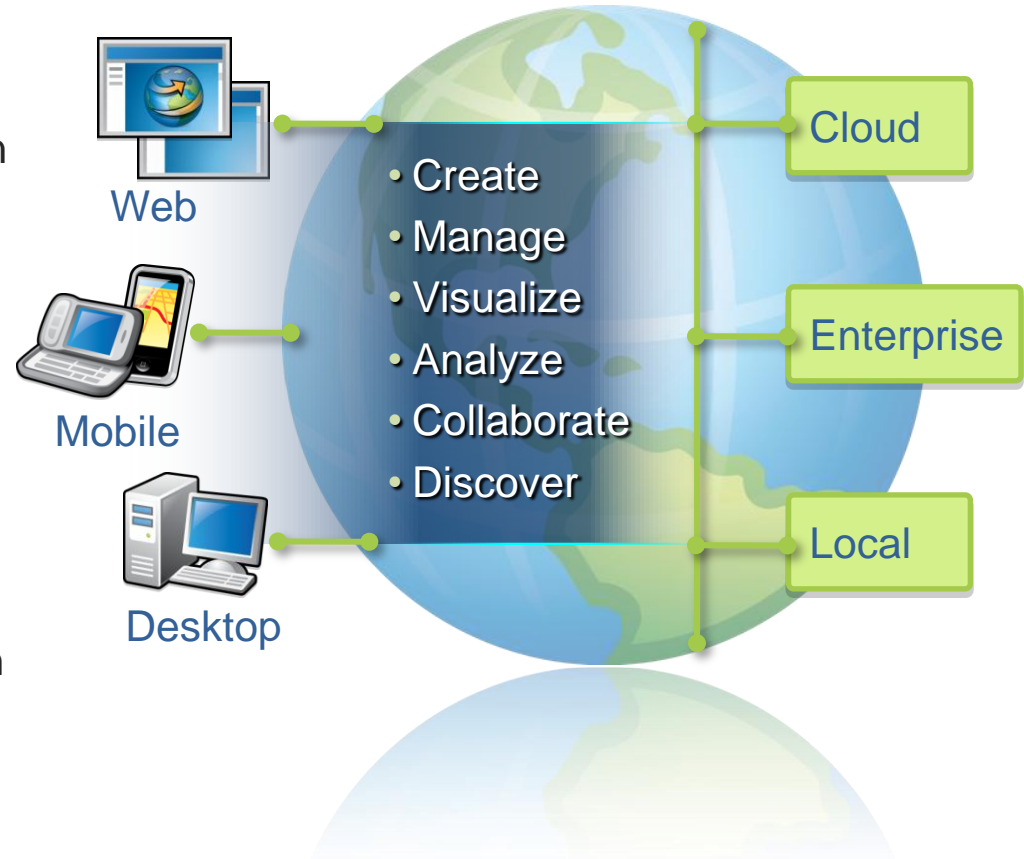 Web
Mobile
Desktop
• Create
• Manage
• Visualize
• Analyze
• Collaborate
• Discover
Cloud
Enterprise
Local